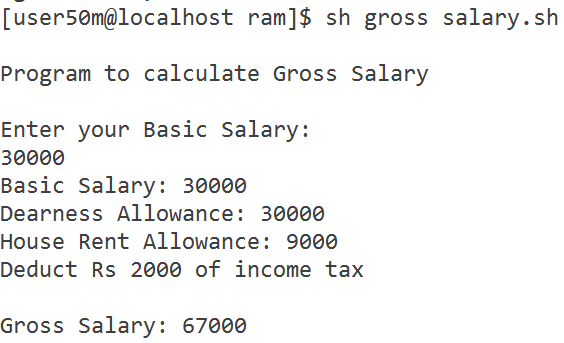 [user50m@localhost ram]$ sh gross salary.sh
Program to calculate Gross Salary
Enter your Basic Salary:
30000
Basic Salary: 30000
Dearness Allowance: 30000
House Rent Allowance: 9000
Deduct Rs 2000 of income tax
Gross Salary: 67000